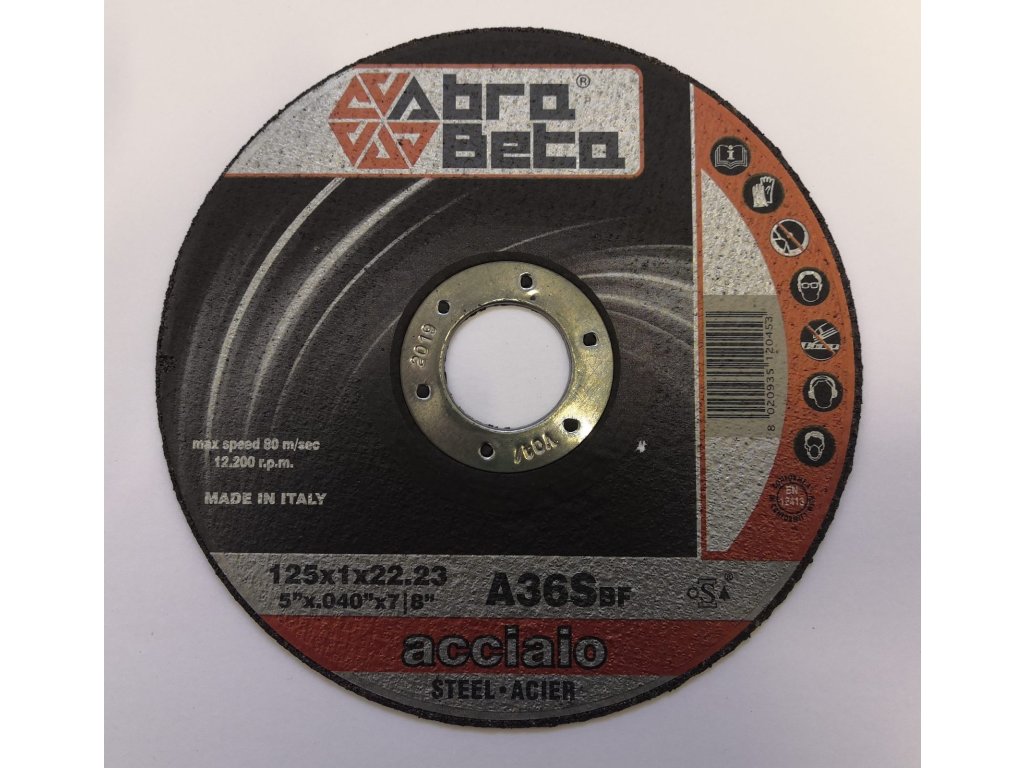 Abra®
Beta
2019
V
max speed 80 m/sec
12.200 r.p.m.
MADE IN ITALY
8 020935 120453
EN
12413
125x1x22.23
5"x.040"x7|8"
A36SBF
oSA®
acciaio
STEEL·ACIER